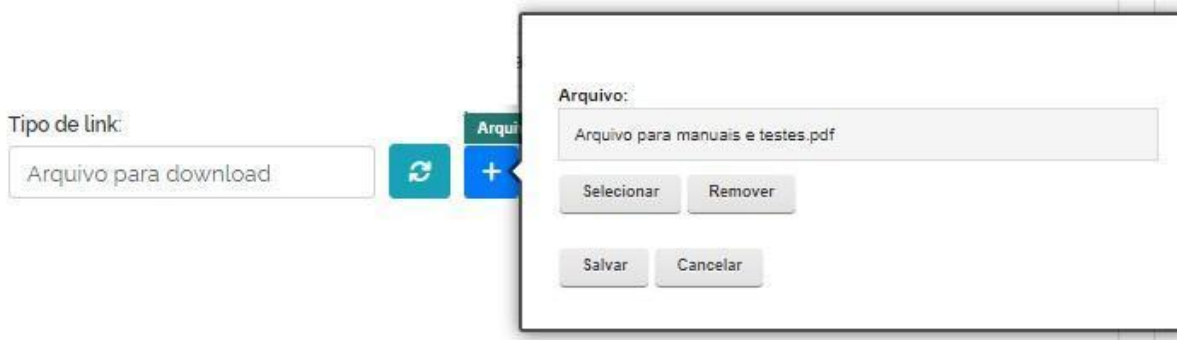 Tipo de link:
Arquivo para download
Arquivo:
Arquivo para manuais e testes.pdf
Selecionar Remover
Salvar Cancelar